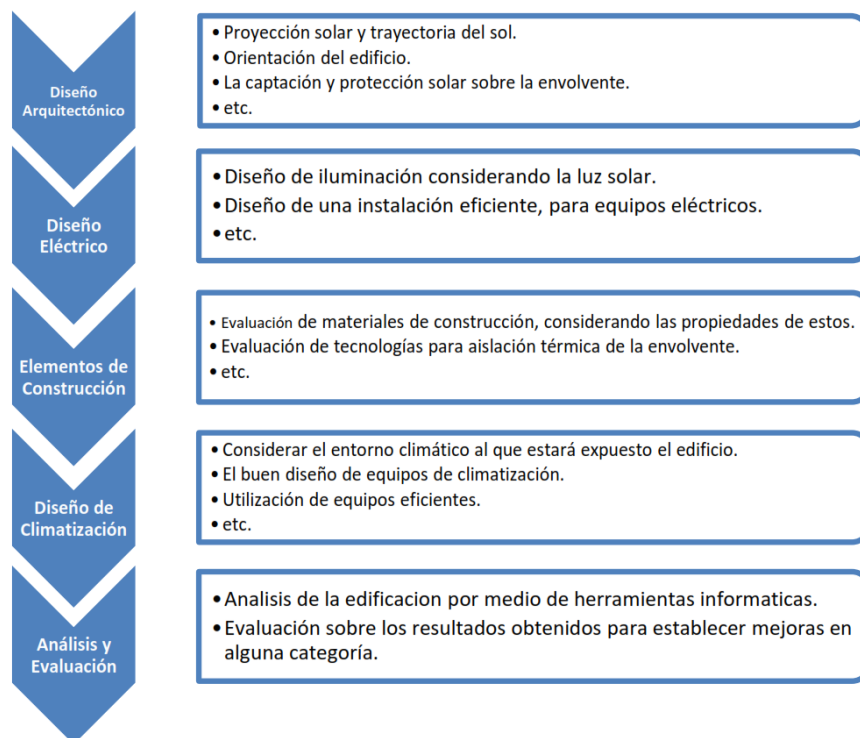 Diseño
Arquitectónico
• Proyección solar y trayectoria del sol.
• Orientación del edificio.
• La captación y protección solar sobre la envolvente.
• etc.
Diseño
Eléctrico
• Diseño de iluminación considerando la luz solar.
• Diseño de una instalación eficiente, para equipos eléctricos.
• etc.
Elementos de
Construcción
• Evaluación de materiales de construcción, considerando las propiedades de estos.
• Evaluación de tecnologías para aislación térmica de la envolvente.
• etc.
Diseño de
Climatización
• Considerar el entorno climático al que estará expuesto el edificio.
• El buen diseño de equipos de climatización.
• Utilización de equipos eficientes.
• etc.
Análisis y
Evaluación
• Analisis de la edificacion por medio de herramientas informaticas.
• Evaluación sobre los resultados obtenidos para establecer mejoras en
alguna categoría.